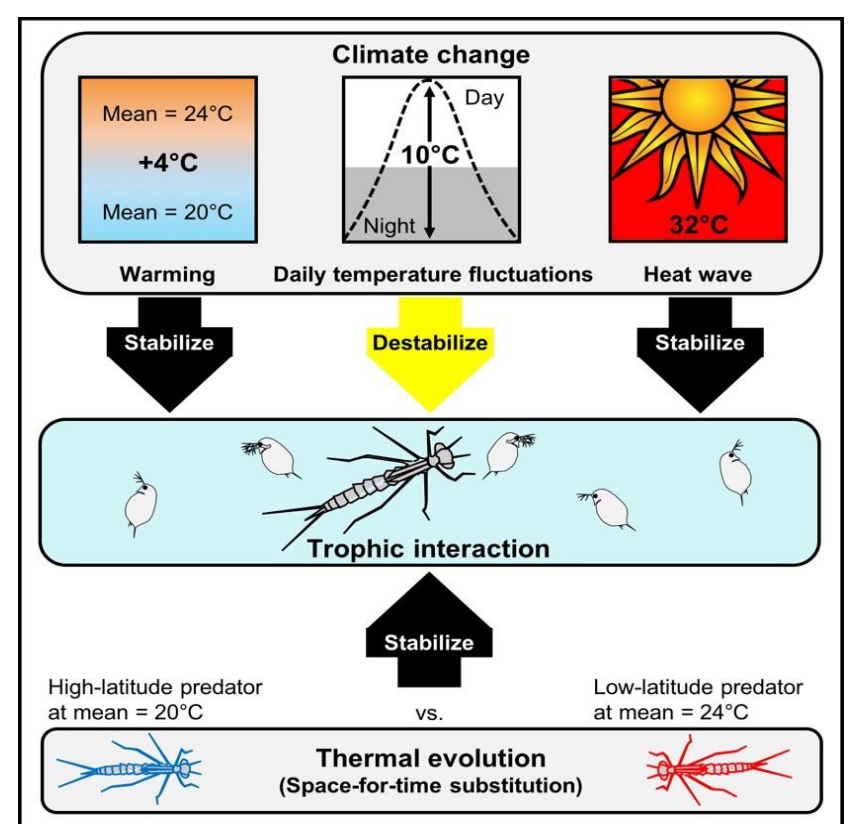 Climate change
Mean = 24°C
+4°C
Mean = 20°C
Day
10°C
Night
32°C
Warming
Daily temperature fluctuations
Heat wave
Stabilize
Destabilize
Stabilize
Trophic interaction
Stabilize
High-latitude predator
at mean = 20°C
vs.
Low-latitude predator
at mean = 24°C
Thermal evolution
(Space-for-time substitution)